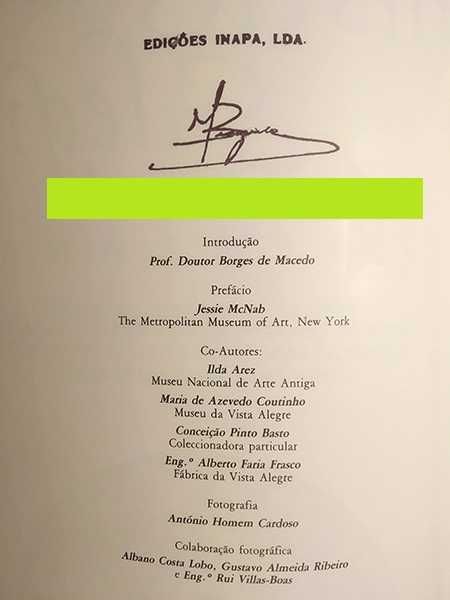 EDIÇÕES INAPA, LDA.
Introdução
Prof. Doutor Borges de Macedo
Prefácio
Jessie McNab
The Metropolitan Museum of Art, New York
Co-Autores:
Ilda Arez
Museu Nacional de Arte Antiga
Maria de Azevedo Coutinho
Museu da Vista Alegre
Conceição Pinto Basto
Coleccionadora particular
Eng.º Alberto Faria Frasco
Fábrica da Vista Alegre
Fotografia
António Homem Cardoso
Colaboração fotográfica
Albano Costa Lobo, Gustavo Almeida Ribeiro
e Eng.º Rui Villas-Boas